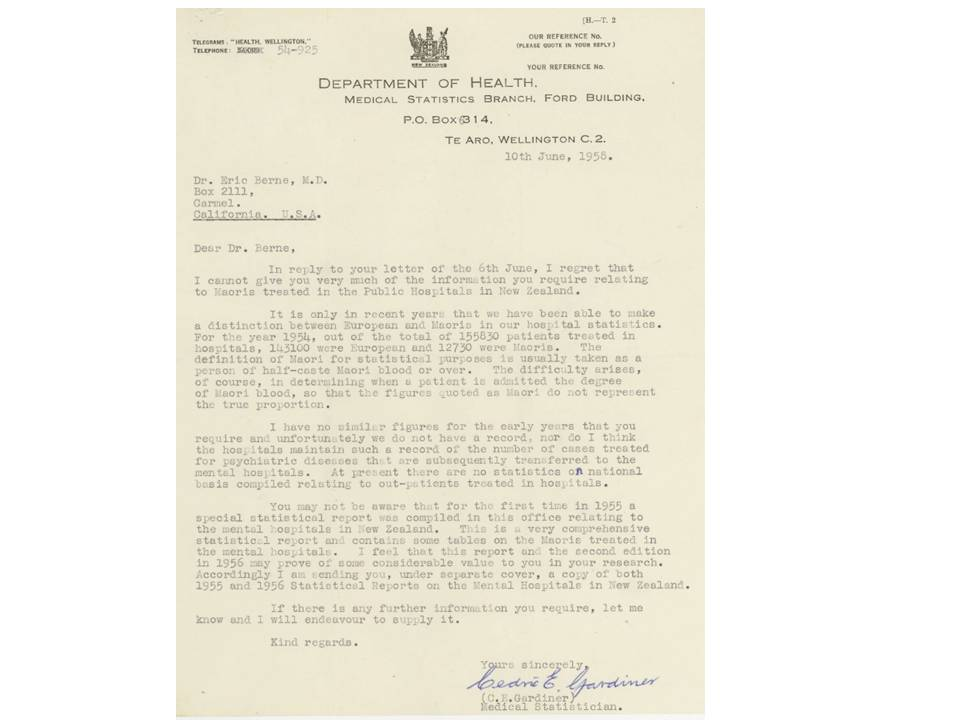 [H.—T. 2
TELEGRAMS: "HEALTH, WELLINGTON,"
TELEPHONE: 54-925
OUR REFERENCE No.
(PLEASE QUOTE IN YOUR REPLY)
NEW ZEALAND
YOUR REFERENCE No.
DEPARTMENT OF HEALTH,
MEDICAL STATISTICS BRANCH, FORD BUILDING,
P.O. BOX 6314,
TE ARO, WELLINGTON C.2.
10th June, 1958.
Dr. Eric Berne, M.D.
Box 2111,
Carmel.
California. U.S.A.
Dear Dr. Berne,
In reply to your letter of the 6th June, I regret that
I cannot give you very much of the information you require relating
to Maoris treated in the Public Hospitals in New Zealand.
It is only in recent years that we have been able to make
a distinction between European and Maoris in our hospital statistics.
For the year 1954, out of the total of 155830 patients treated in
hospitals, 143100 were European and 12730 were Maoris. The
definition of Maori for statistical purposes is usually taken as a
person of half-caste Maori blood or over. The difficulty arises,
of course, in determining when a patient is admitted the degree
of Maori blood, so that the figures quoted as Maori do not represent
the true proportion.
I have no similar figures for the early years that you
require and unfortunately we do not have a record, nor do I think
the hospitals maintain such a record of the number of cases treated
for psychiatric diseases that are subsequently transferred to the
mental hospitals. At present there are no statistics on national
basis compiled relating to out-patients treated in hospitals.
You may not be aware that for the first time in 1955 a
special statistical report was compiled in this office relating to
the mental hospitals in New Zealand. This is a very comprehensive
statistical report and contains some tables on the Maoris treated in
the mental hospitals. I feel that this report and the second edition
in 1956 may prove of some considerable value to you in your research.
Accordingly I am sending you, under separate cover, a copy of both
1955 and 1956 Statistical Reports on the Mental Hospitals in New Zealand.
If there is any further information you require, let me
know and I will endeavour to supply it.
Kind regards.
Yours sincerely,
Cedric E. Gardiner
(C.E.Gardiner)
Medical Statistician.